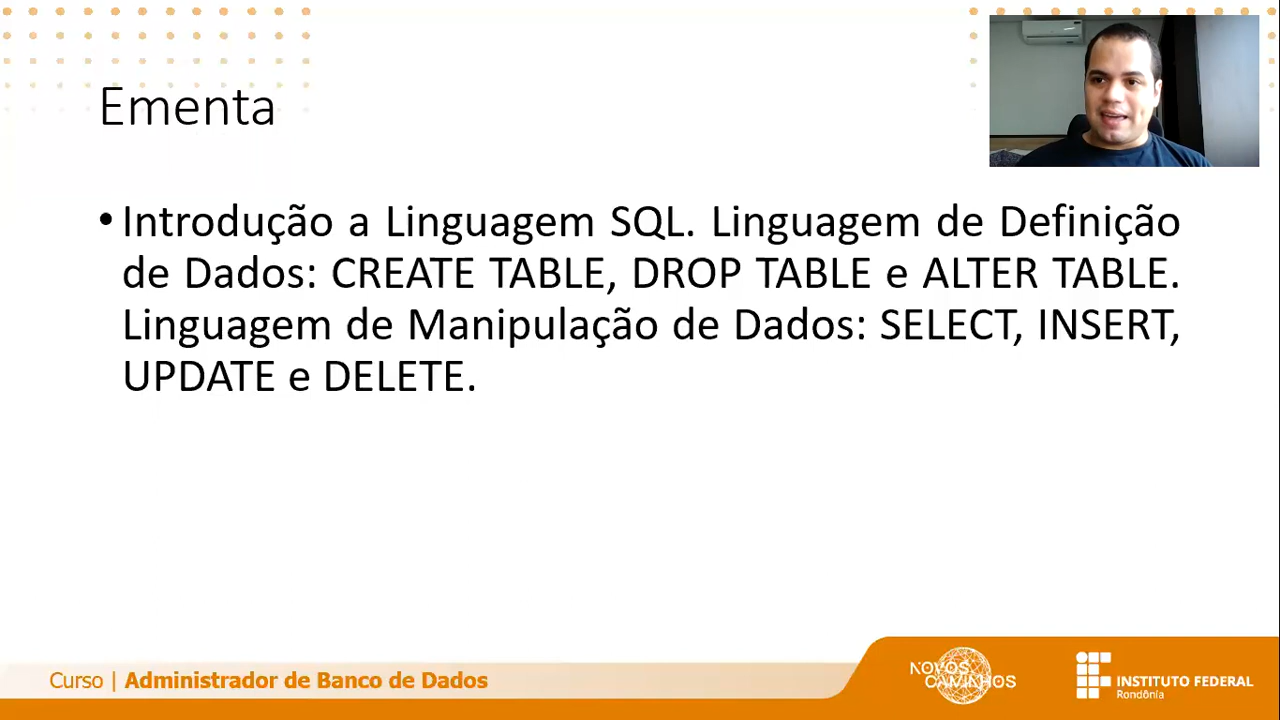 Ementa
• Introdução a Linguagem SQL. Linguagem de Definição
de Dados: CREATE TABLE, DROP TABLE e ALTER TABLE.
Linguagem de Manipulação de Dados: SELECT, INSERT,
UPDATE e DELETE.
Curso | Administrador de Banco de Dados
NOVOS
CAMINHOS
INSTITUTO FEDERAL
Rondônia